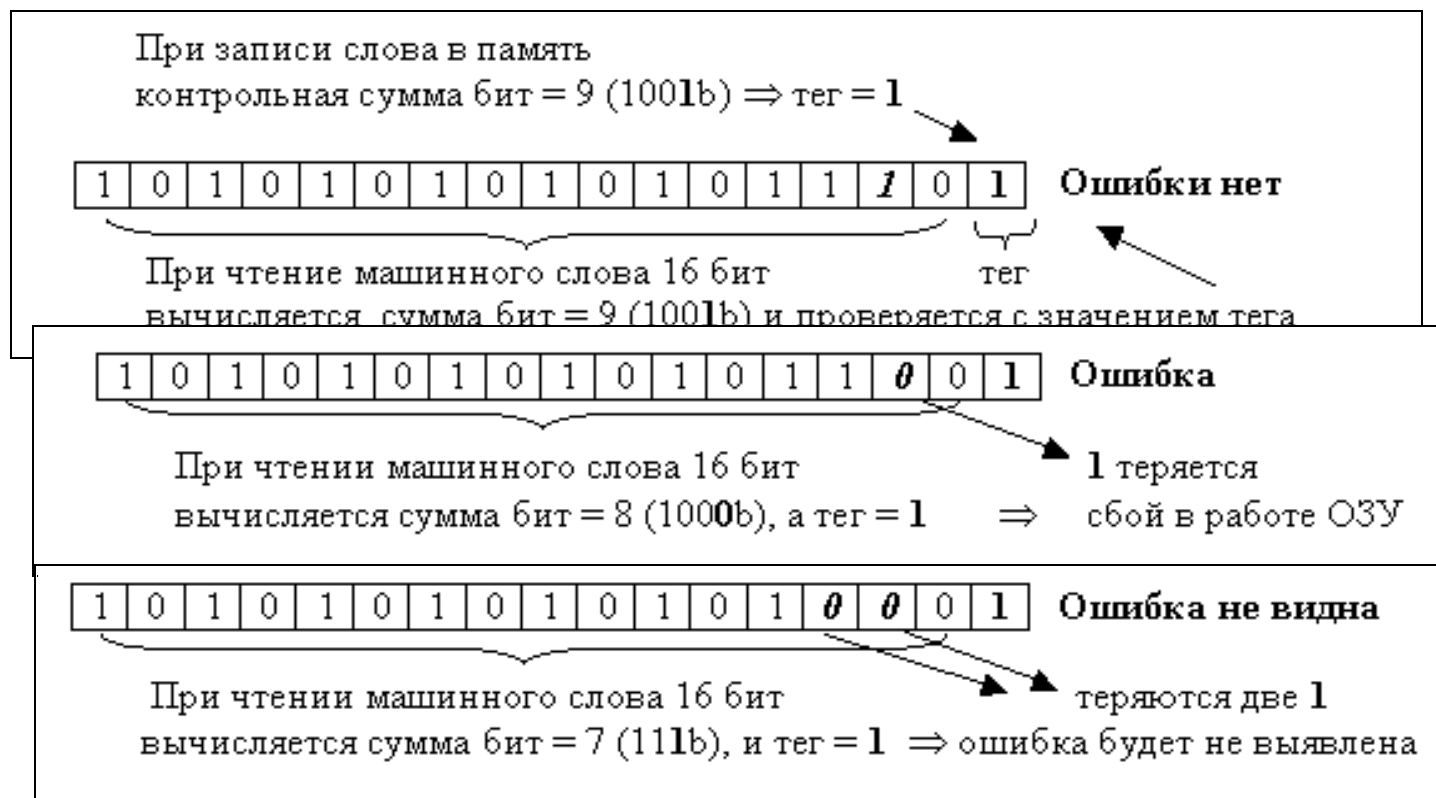 При записи слова в память
контрольная сумма бит = 9 (1001b) ⇒ тег = 1
1 0 1 0 1 0 1 0 1 0 1 0 1 1 1 0 1 Ошибки нет
При чтение машинного слова 16 бит тег
вычисляется сумма бит = 9 (1001b) и проверяется с значением тега
1 0 1 0 1 0 1 0 1 0 1 0 1 1 0 0 1 Ошибка
При чтении машинного слова 16 бит 1 теряется
вычисляется сумма бит = 8 (1000b), а тег = 1 ⇒ сбой в работе ОЗУ
1 0 1 0 1 0 1 0 1 0 1 0 1 0 0 0 1 Ошибка не видна
При чтении машинного слова 16 бит теряются две 1
вычисляется сумма бит = 7 (111b), и тег = 1 ⇒ ошибка будет не выявлена